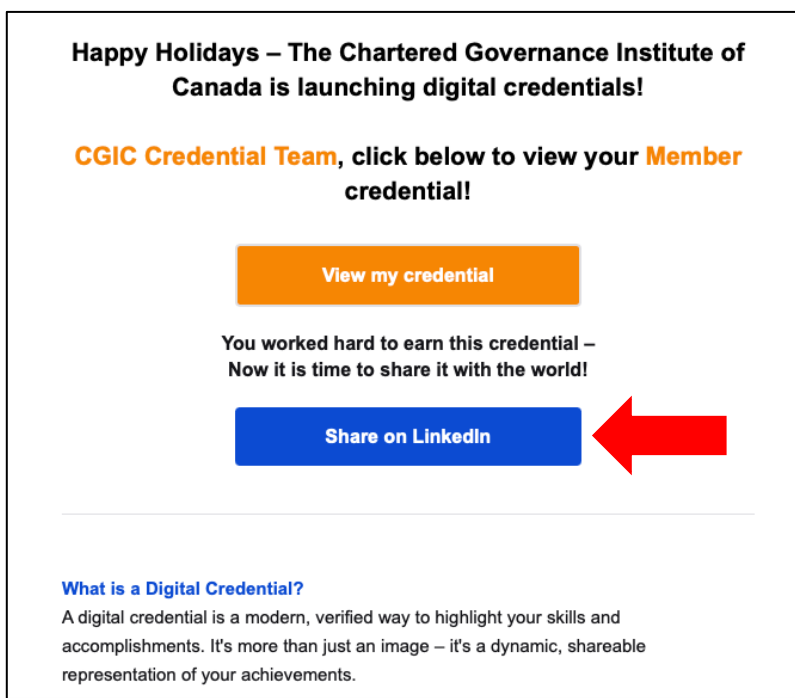 Happy Holidays – The Chartered Governance Institute of
Canada is launching digital credentials!
CGIC Credential Team, click below to view your Member
credential!
View my credential
You worked hard to earn this credential –
Now it is time to share it with the world!
Share on LinkedIn
What is a Digital Credential?
A digital credential is a modern, verified way to highlight your skills and
accomplishments. It's more than just an image – it's a dynamic, shareable
representation of your achievements.